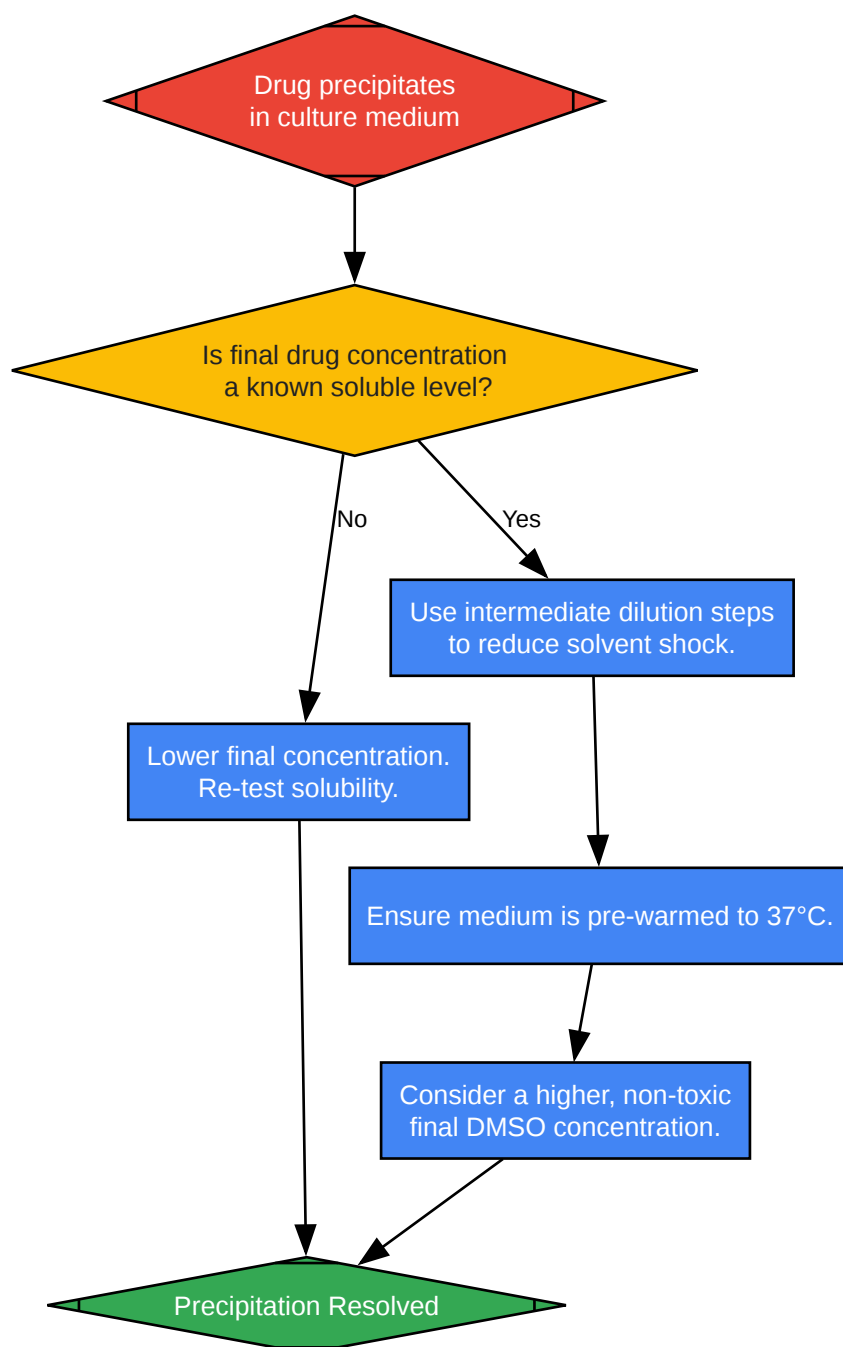 Drug precipitates
in culture medium
Is final drug concentration
a known soluble level?
No
Yes
Use intermediate dilution steps
to reduce solvent shock.
Lower final concentration.
Re-test solubility.
Ensure medium is pre-warmed to 37°C.
Consider a higher, non-toxic
final DMSO concentration.
Precipitation Resolved